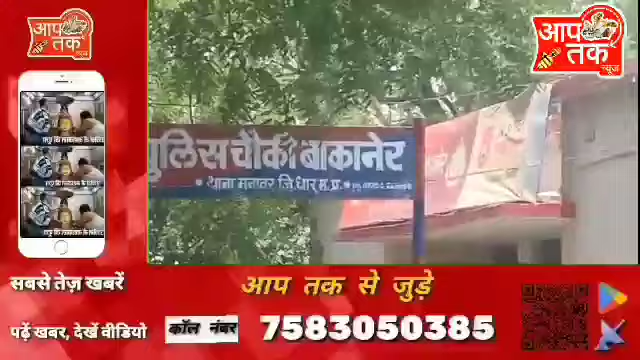 आप
तक
न्यूज
आप
तक
न्यूज
पुलिस चौकी बाकानेर
थाना मनावर जि.धार म.प्र.
सबसे तेज़ खबरें
आप तक से जुड़े
पढ़ें खबर, देखें वीडियो
कॉल नंबर
7583050385